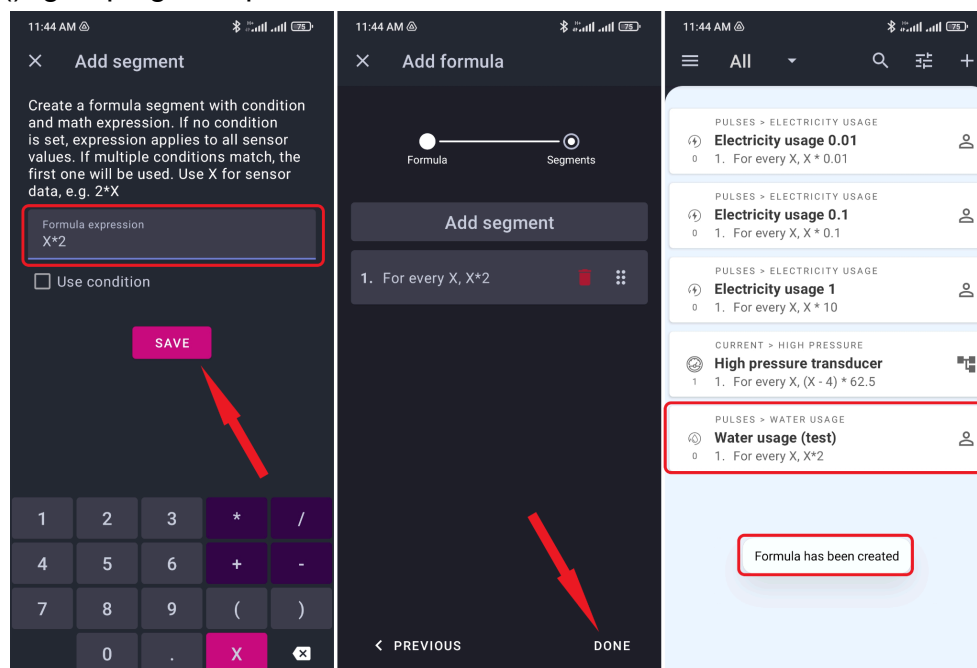 11:44 AM
75
Add segment
Create a formula segment with condition
and math expression. If no condition
is set, expression applies to all sensor
values. If multiple conditions match, the
first one will be used. Use X for sensor
data, e.g. 2*X
Formula expression
X*2
Use condition
SAVE
1 2 3 * /
4 5 6 + -
7 8 9 ( )
0 . X
11:44 AM
75
Add formula
Formula
Segments
Add segment
1. For every X, X*2
PREVIOUS
DONE
11:44 AM
75
All
PULSES > ELECTRICITY USAGE
Electricity usage 0.01
0 1. For every X, X * 0.01
PULSES > ELECTRICITY USAGE
Electricity usage 0.1
0 1. For every X, X * 0.1
PULSES > ELECTRICITY USAGE
Electricity usage 1
0 1. For every X, X * 10
CURRENT > HIGH PRESSURE
High pressure transducer
1 1. For every X, (X - 4) * 62.5
PULSES > WATER USAGE
Water usage (test)
0 1. For every X, X*2
Formula has been created